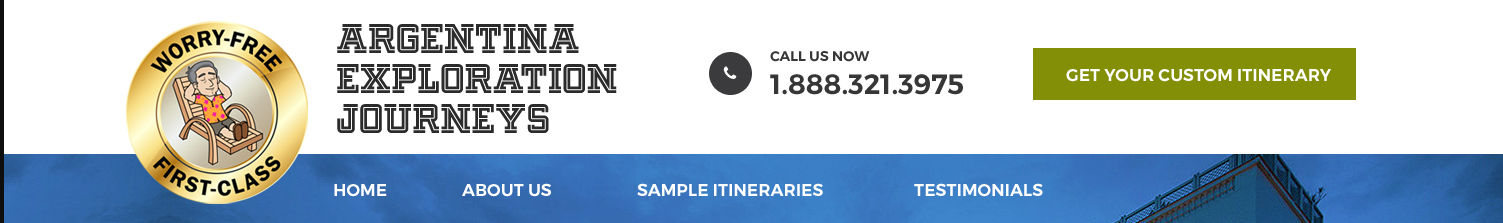 WORRY-FREE
FIRST-CLASS
ARGENTINA
EXPLORATION
JOURNEYS
CALL US NOW
1.888.321.3975
GET YOUR CUSTOM ITINERARY
HOME
ABOUT US
SAMPLE ITINERARIES
TESTIMONIALS